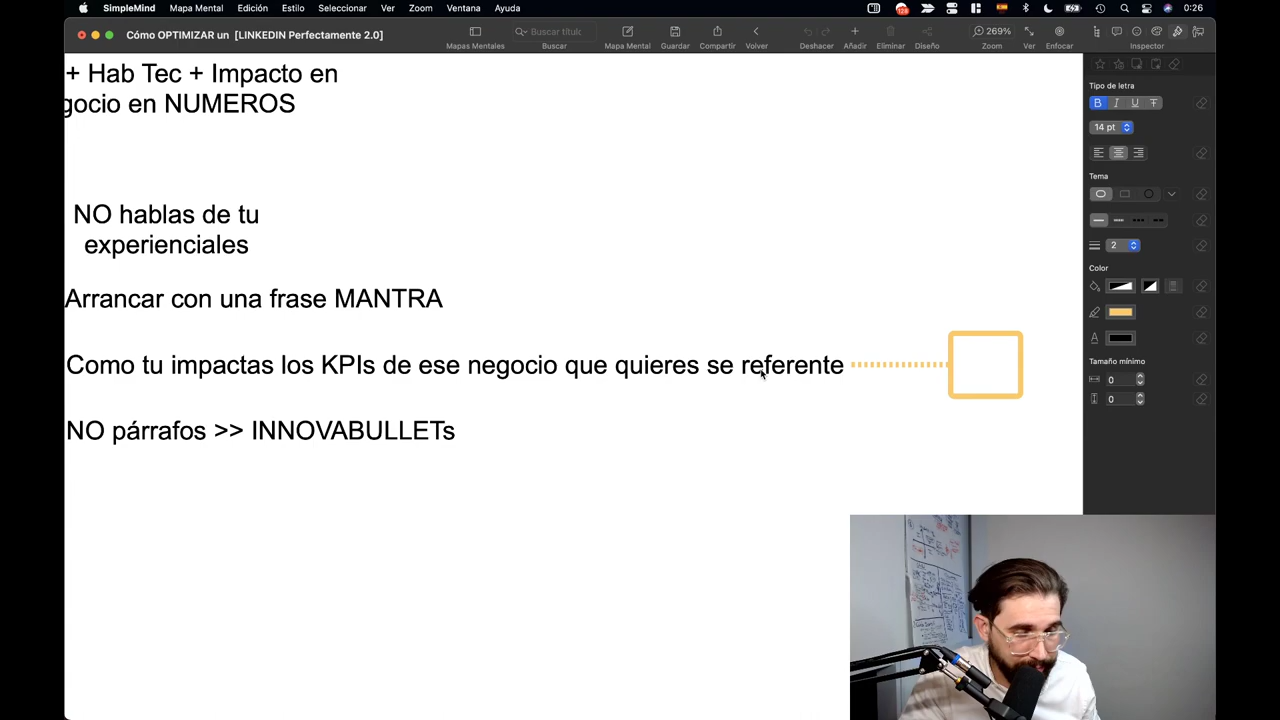 SimpleMind Mapa Mental Edición Estilo Seleccionar Ver Zoom Ventana Ayuda 128 0:26
Cómo OPTIMIZAR un [LINKEDIN Perfectamente 2.0]
Mapas Mentales
Buscar títul
Buscar
Mapa Mental Guardar Compartir Volver Deshacer Añadir Eliminar Diseño
269%
Zoom Ver Enfocar Inspector
+ Hab Tec + Impacto en
gocio en NUMEROS
NO hablas de tu
experienciales
Arrancar con una frase MANTRA
Como tu impactas los KPIs de ese negocio que quieres se referente
NO párrafos >> INNOVABULLETs
Tipo de letra
B I U T
14 pt
Tema
2
Color
A
Tamaño mínimo
0
0